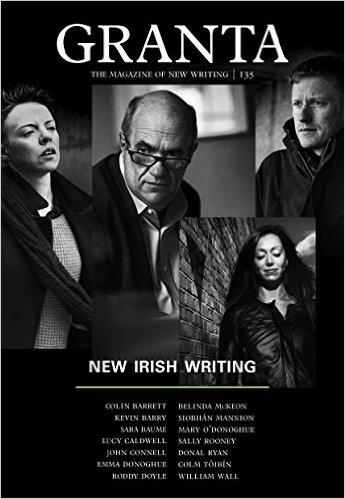 GRANTA
THE MAGAZINE OF NEW WRITING | 135
NEW IRISH WRITING
COLIN BARRETT
KEVIN BARRY
SARA BAUME
LUCY CALDWELL
JOHN CONNELL
EMMA DONOGHUE
RODDY DOYLE
BELINDA McKEON
SIOBHÁN MANNION
MARY O'DONOGHUE
SALLY ROONEY
DONAL RYAN
COLM TÓIBÍN
WILLIAM WALL